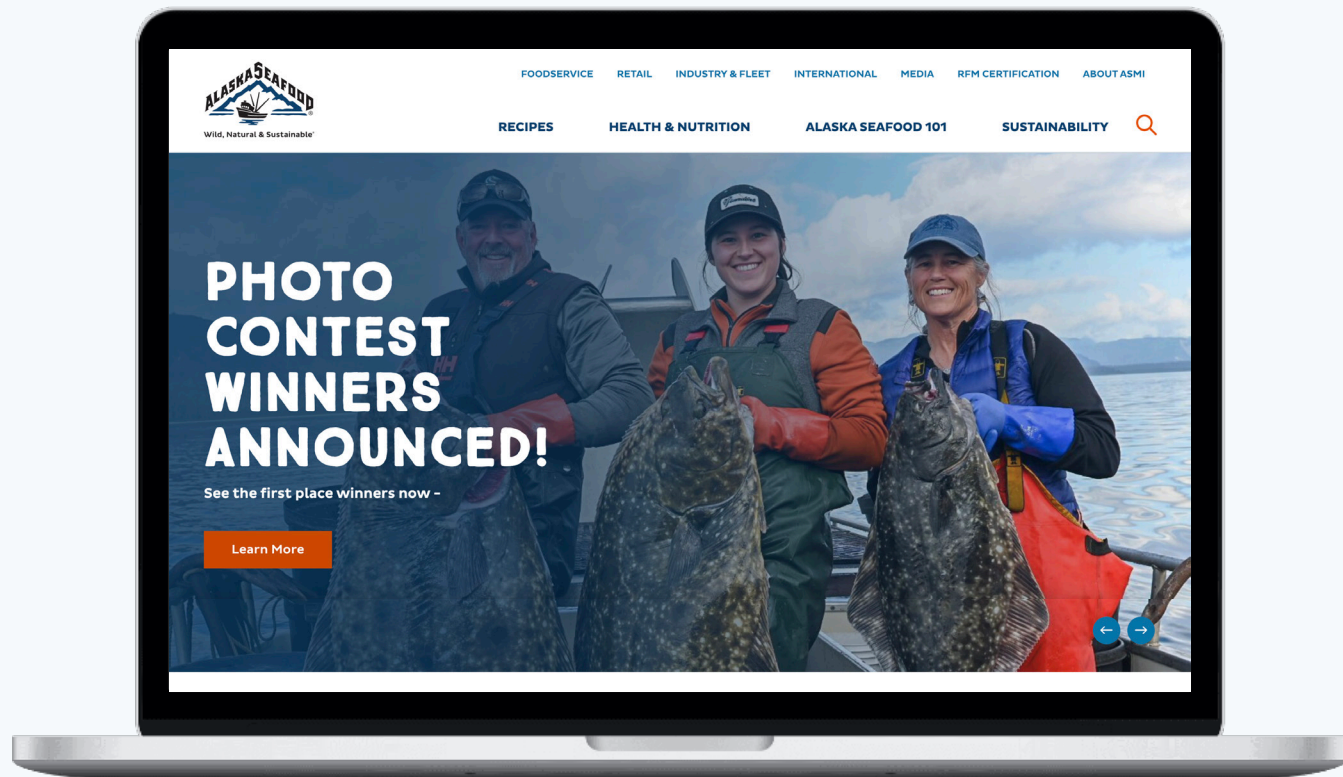 ALASKA SEAFOOD
®
Wild, Natural & Sustainable®
FOODSERVICE RETAIL INDUSTRY & FLEET INTERNATIONAL MEDIA RFM CERTIFICATION ABOUT ASMI
RECIPES HEALTH & NUTRITION ALASKA SEAFOOD 101 SUSTAINABILITY
PHOTO
CONTEST
WINNERS
ANNOUNCED!
See the first place winners now –
Learn More